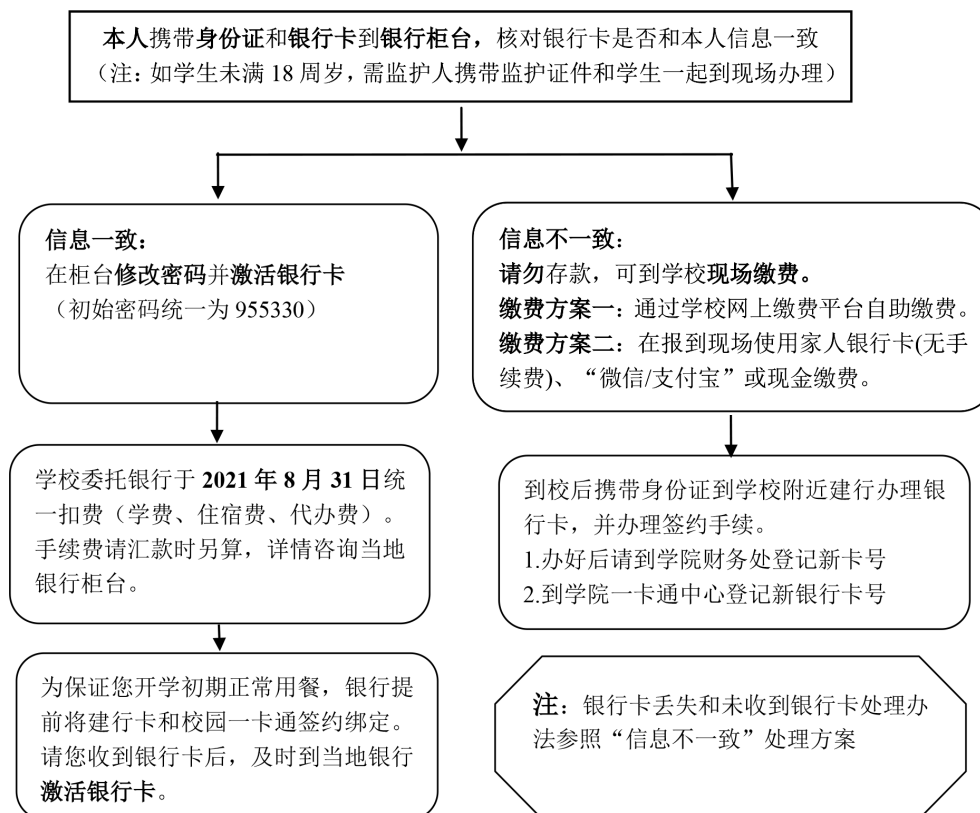 本人携带身份证和银行卡到银行柜台，核对银行卡是否和本人信息一致
（注：如学生未满 18 周岁，需监护人携带监护证件和学生一起到现场办理）
信息一致：
在柜台修改密码并激活银行卡
（初始密码统一为 955330）
信息不一致：
请勿存款，可到学校现场缴费。
缴费方案一：通过学校网上缴费平台自助缴费。
缴费方案二：在报到现场使用家人银行卡(无手
续费)、“微信/支付宝”或现金缴费。
学校委托银行于 2021 年 8 月 31 日统
一扣费（学费、住宿费、代办费）。
手续费请汇款时另算，详情咨询当地
银行柜台。
到校后携带身份证到学校附近建行办理银
行卡，并办理签约手续。
1.办好后请到学院财务处登记新卡号
2.到学院一卡通中心登记新银行卡号
为保证您开学初期正常用餐，银行提
前将建行卡和校园一卡通签约绑定。
请您收到银行卡后，及时到当地银行
激活银行卡。
注：银行卡丢失和未收到银行卡处理办
法参照“信息不一致”处理方案